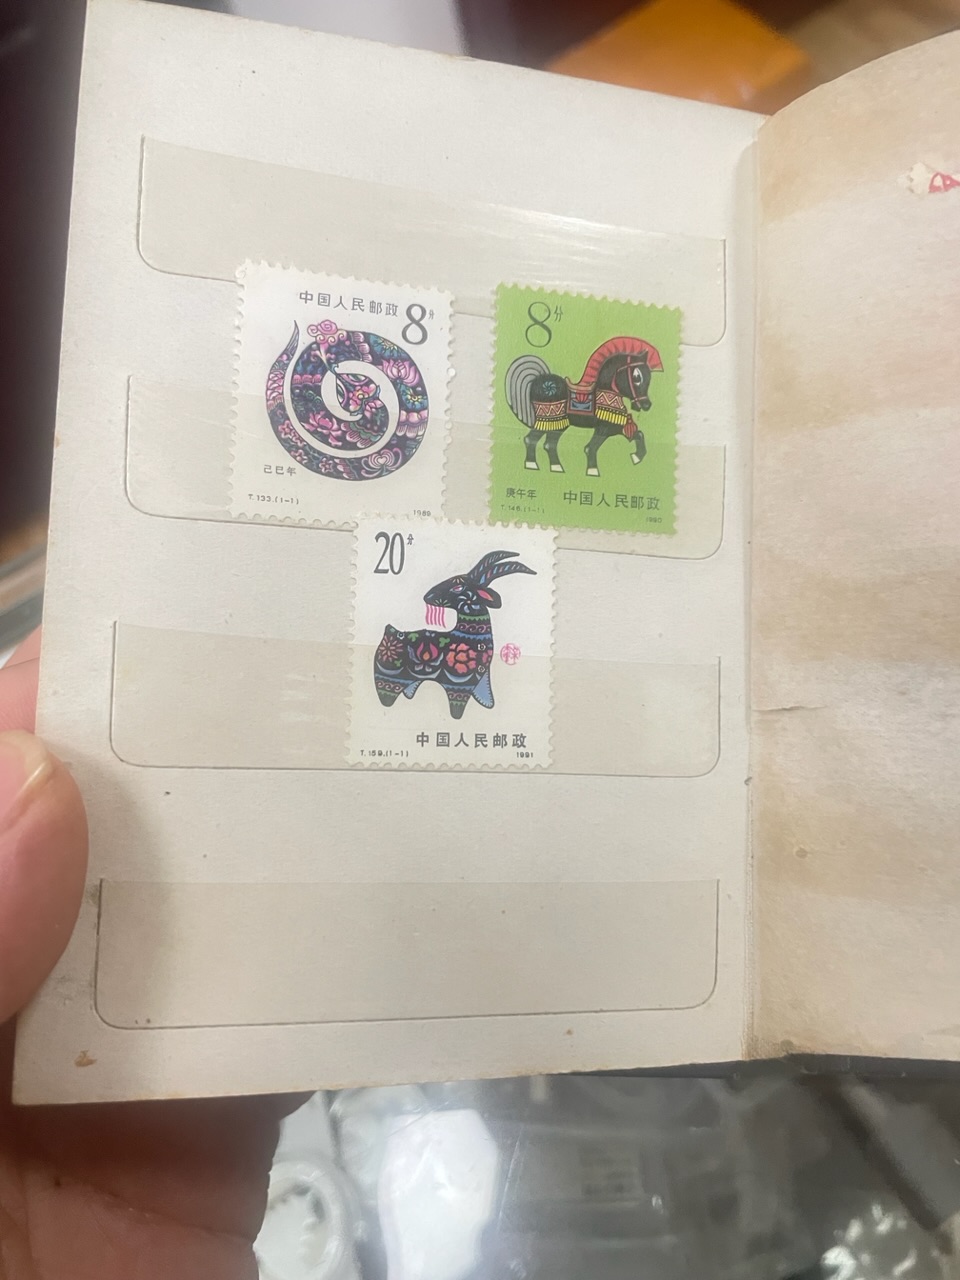 中国人民邮政
8分
己巳年
T.133.(1-1)
1989
8分
庚午年
中国人民邮政
T.146.(1-1)
1990
20分
中国人民邮政
T.159.(1-1)
1991